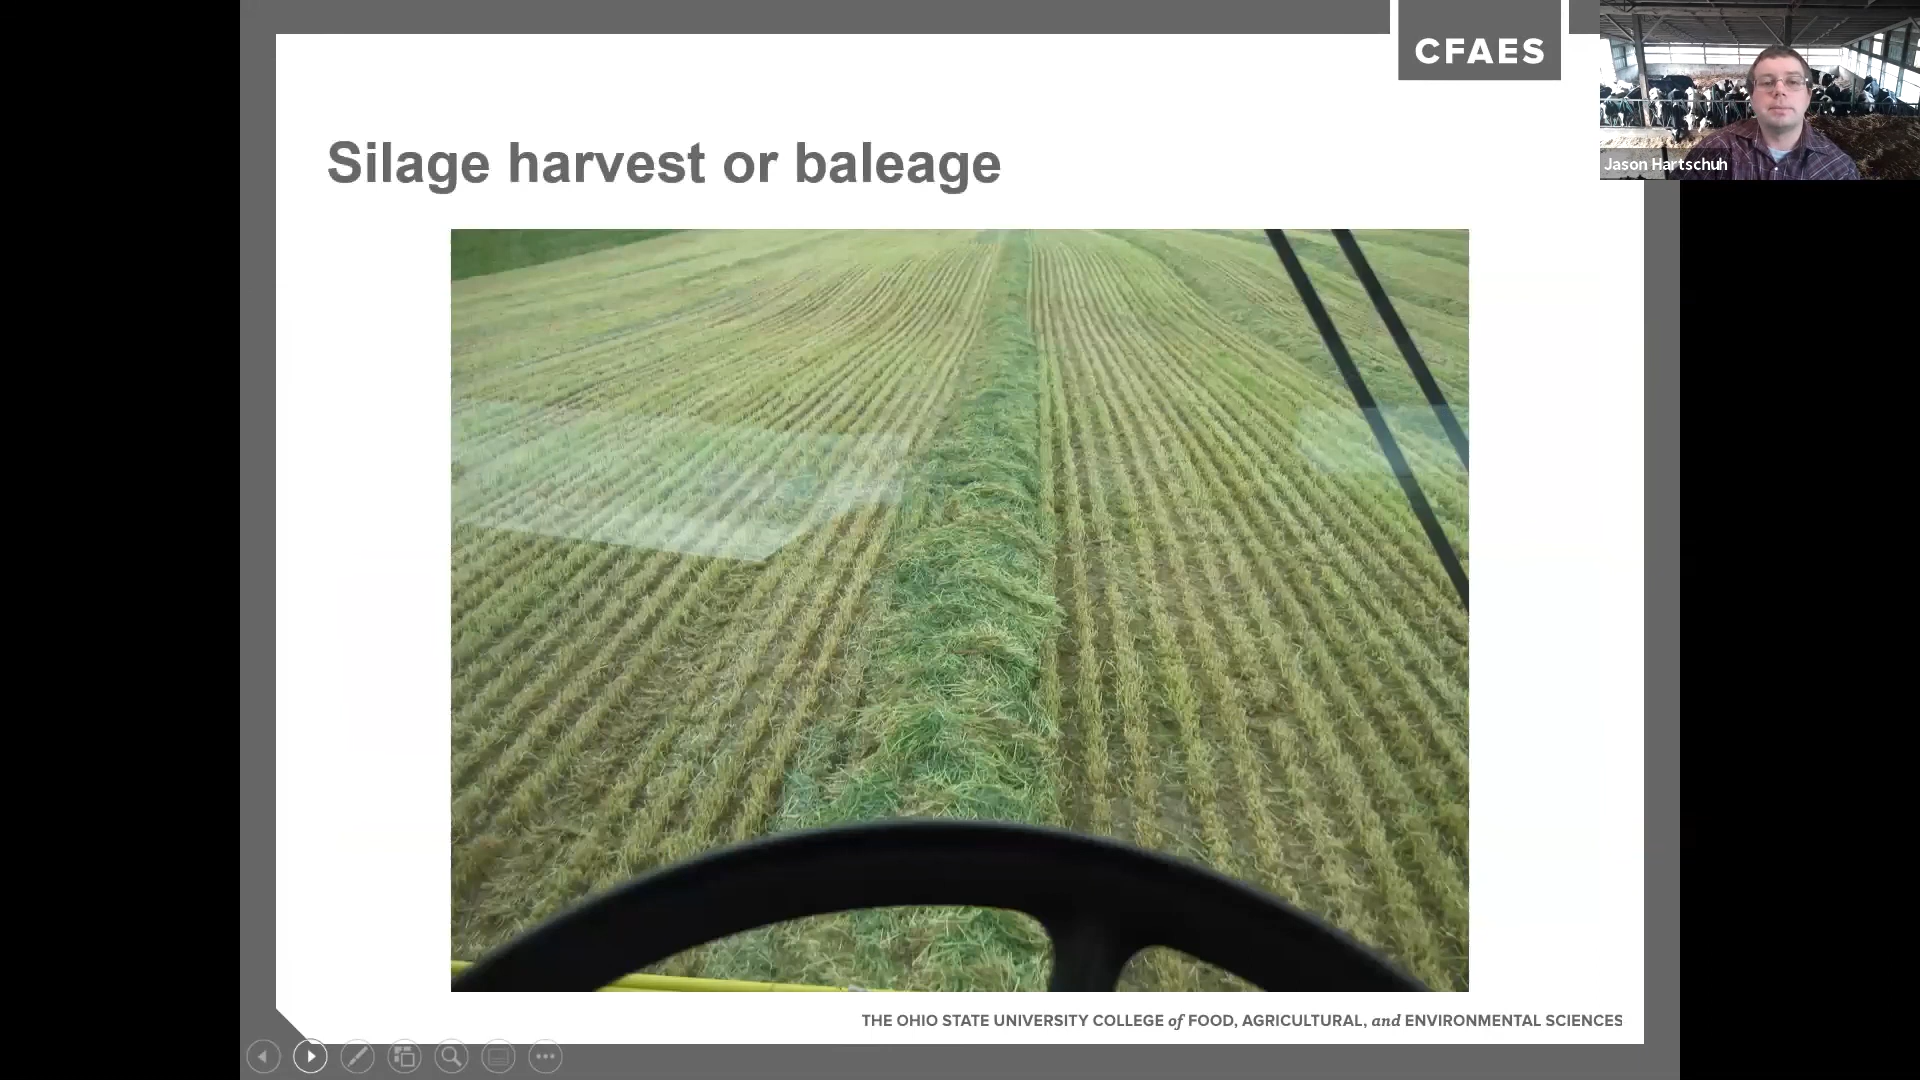 CFAES
Jason Hartschuh
Silage harvest or baleage
THE OHIO STATE UNIVERSITY COLLEGE of FOOD, AGRICULTURAL, and ENVIRONMENTAL SCIENCES